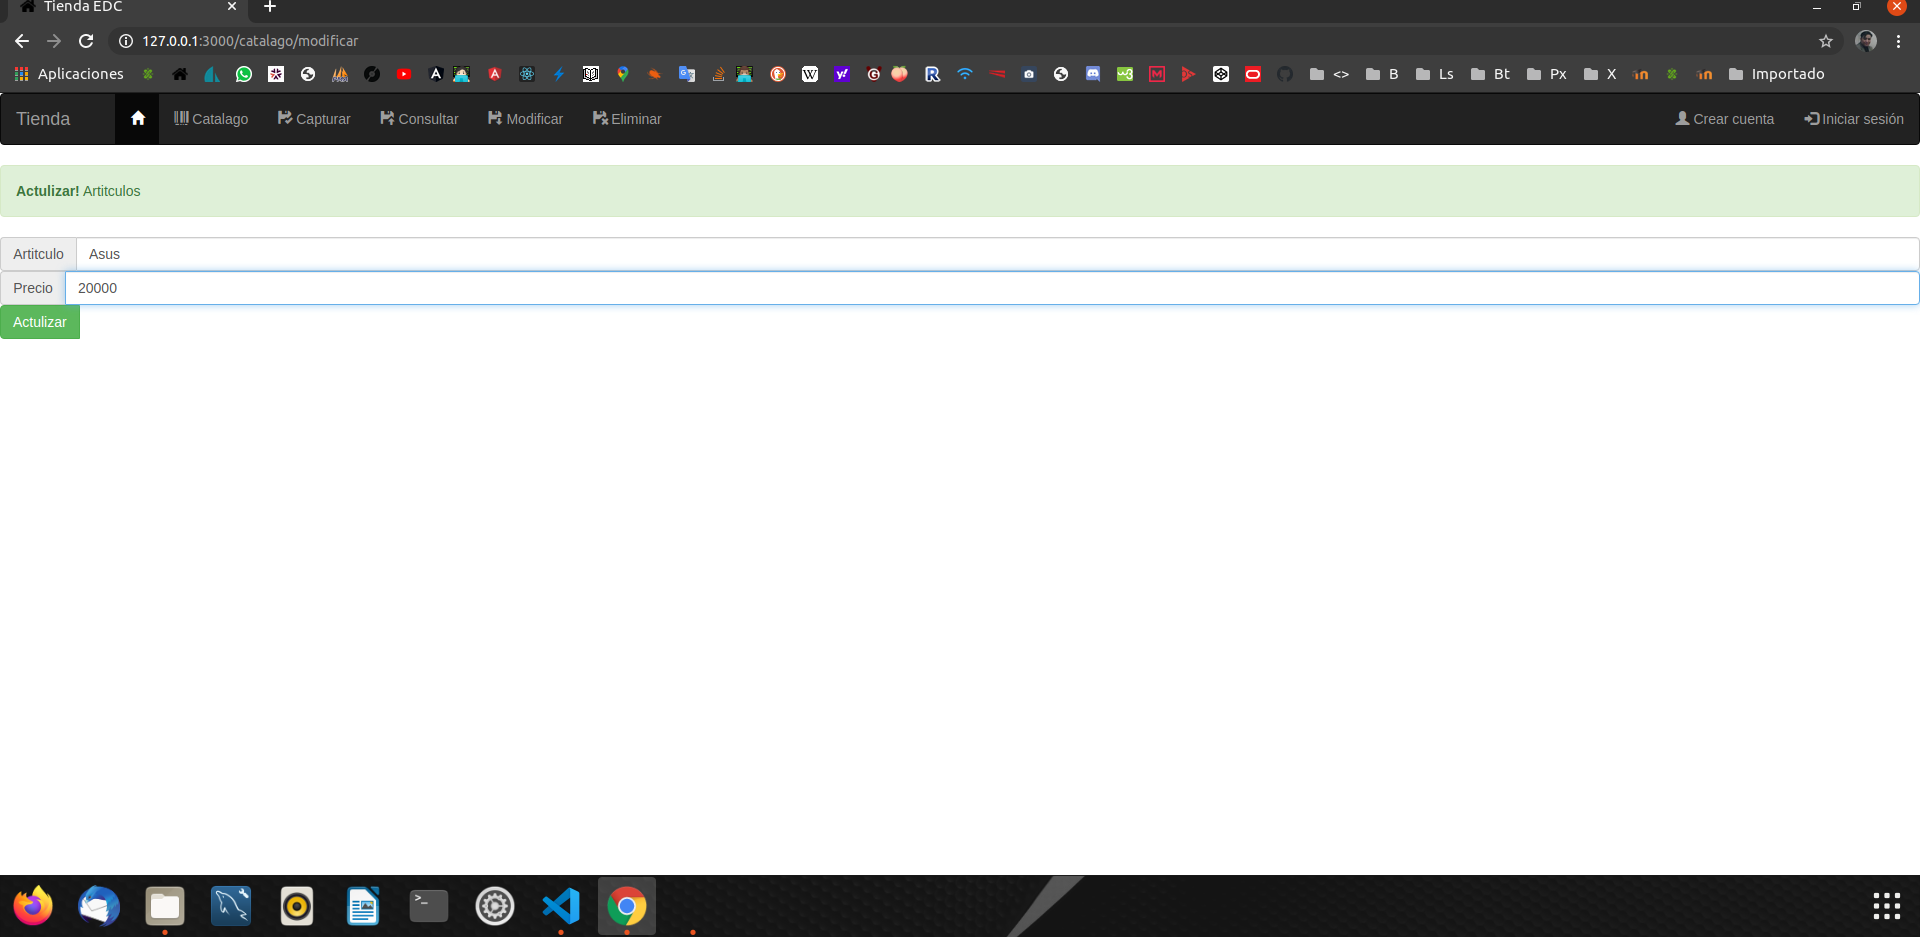 Tienda EDC
127.0.0.1:3000/catalago/modificar
Aplicaciones <> B Ls Bt Px X Importado
Tienda Catalago Capturar Consultar Modificar Eliminar Crear cuenta Iniciar sesión
Actulizar! Artitculos
Artitculo Asus
Precio 20000
Actulizar